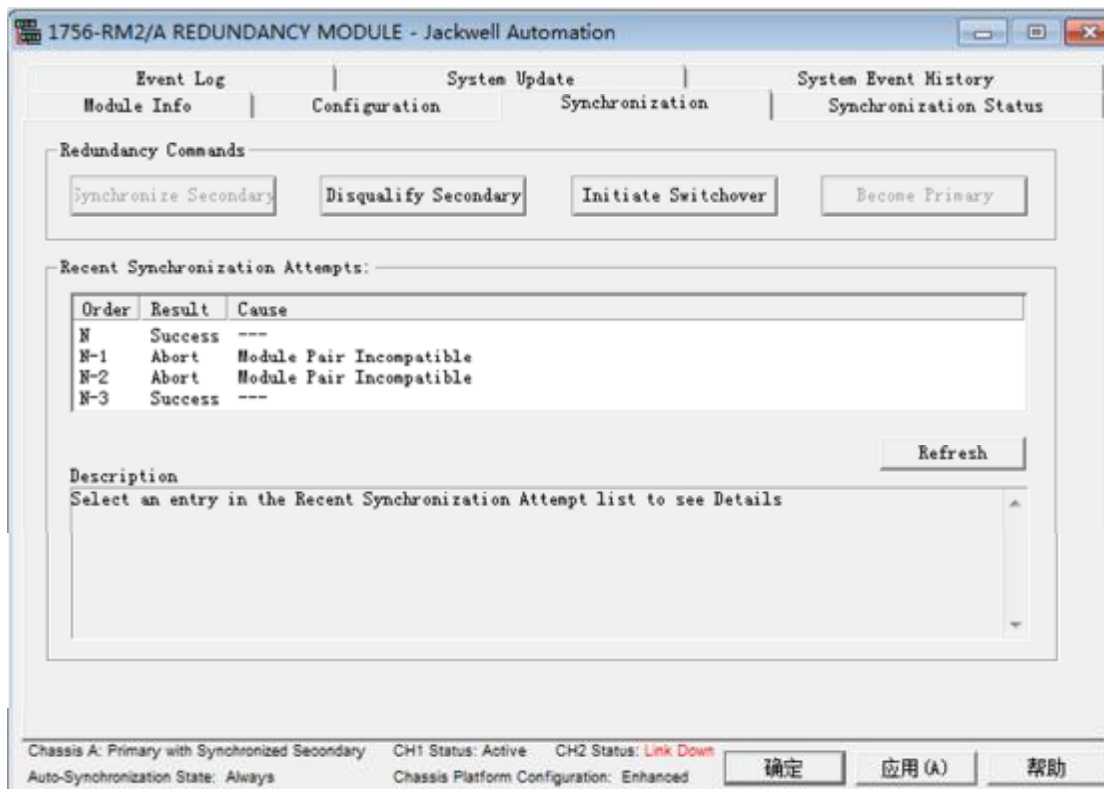 1756-RM2/A REDUNDANCY MODULE - Jackwell Automation
Event Log System Update System Event History
Module Info Configuration Synchronization Synchronization Status
Redundancy Commands
Synchronize Secondary Disqualify Secondary Initiate Switchover Become Primary
Recent Synchronization Attempts:
Order Result Cause
N Success ---
N-1 Abort Module Pair Incompatible
N-2 Abort Module Pair Incompatible
N-3 Success ---
Refresh
Description
Select an entry in the Recent Synchronization Attempt list to see Details
Chassis A: Primary with Synchronized Secondary CH1 Status: Active CH2 Status: Link Down
Auto-Synchronization State: Always Chassis Platform Configuration: Enhanced
确定 应用(A) 帮助